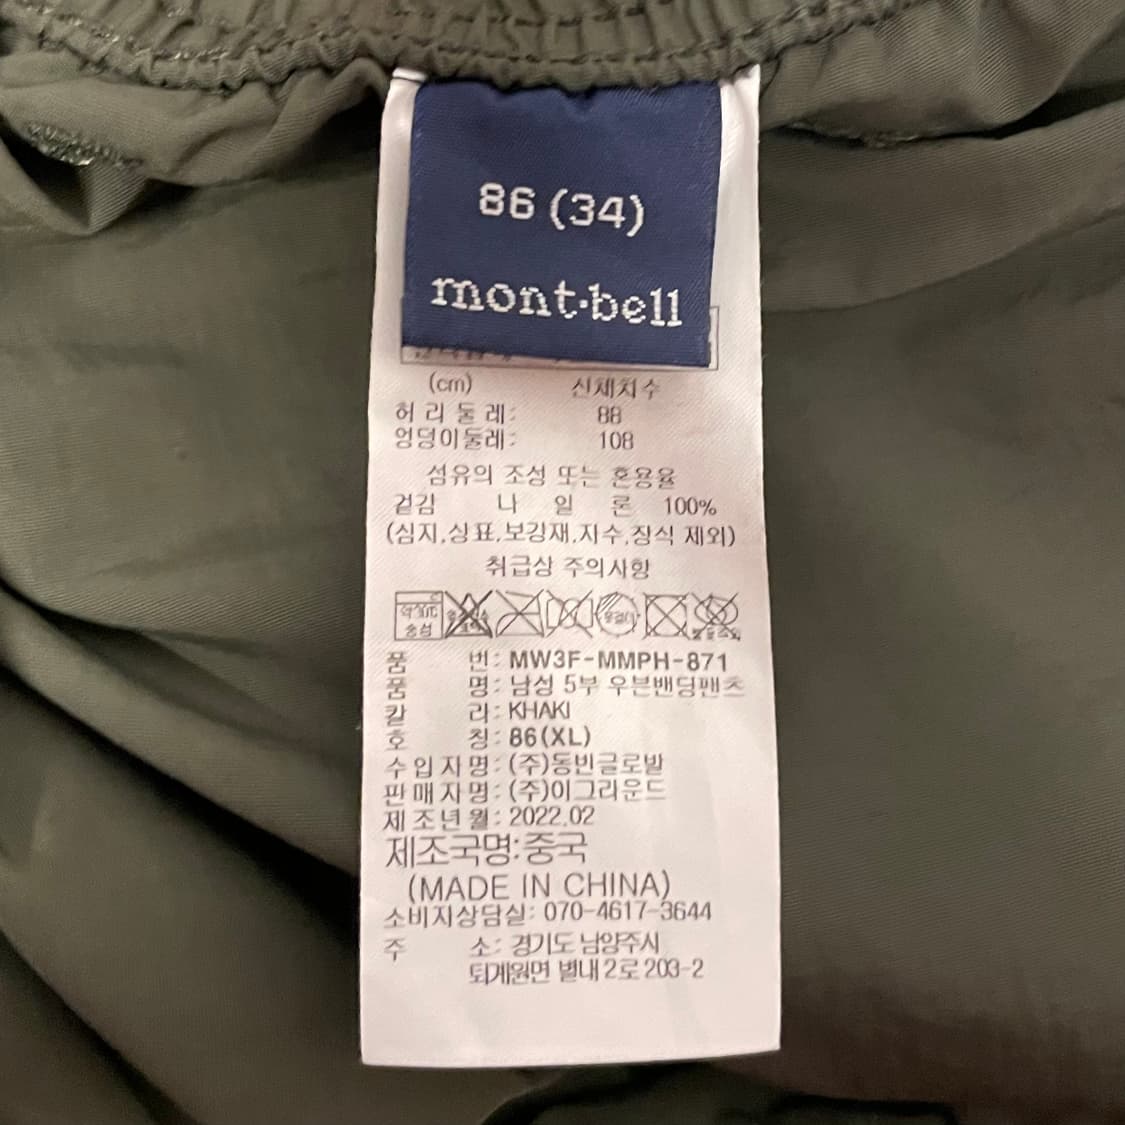 86 (34)
mont·bell
(cm) 신체치수
허 리 둘 레: 88
엉덩이둘레: 108
섬유의 조성 또는 혼용율
겉감 나 일 론 100%
(심지,상표,보강재,자수,장식 제외)
취급상 주의사항
약30℃
중성
품 번: MW3F-MMPH-871
품 명: 남성 5부 우븐밴딩팬츠
칼 라: KHAKI
호 칭: 86(XL)
수입자명: (주)동빈글로발
판매자명: (주)이그라운드
제조년월: 2022.02
제조국명: 중국
(MADE IN CHINA)
소비자상담실: 070-4617-3644
주 소: 경기도 남양주시
퇴계원면 별내2로 203-2